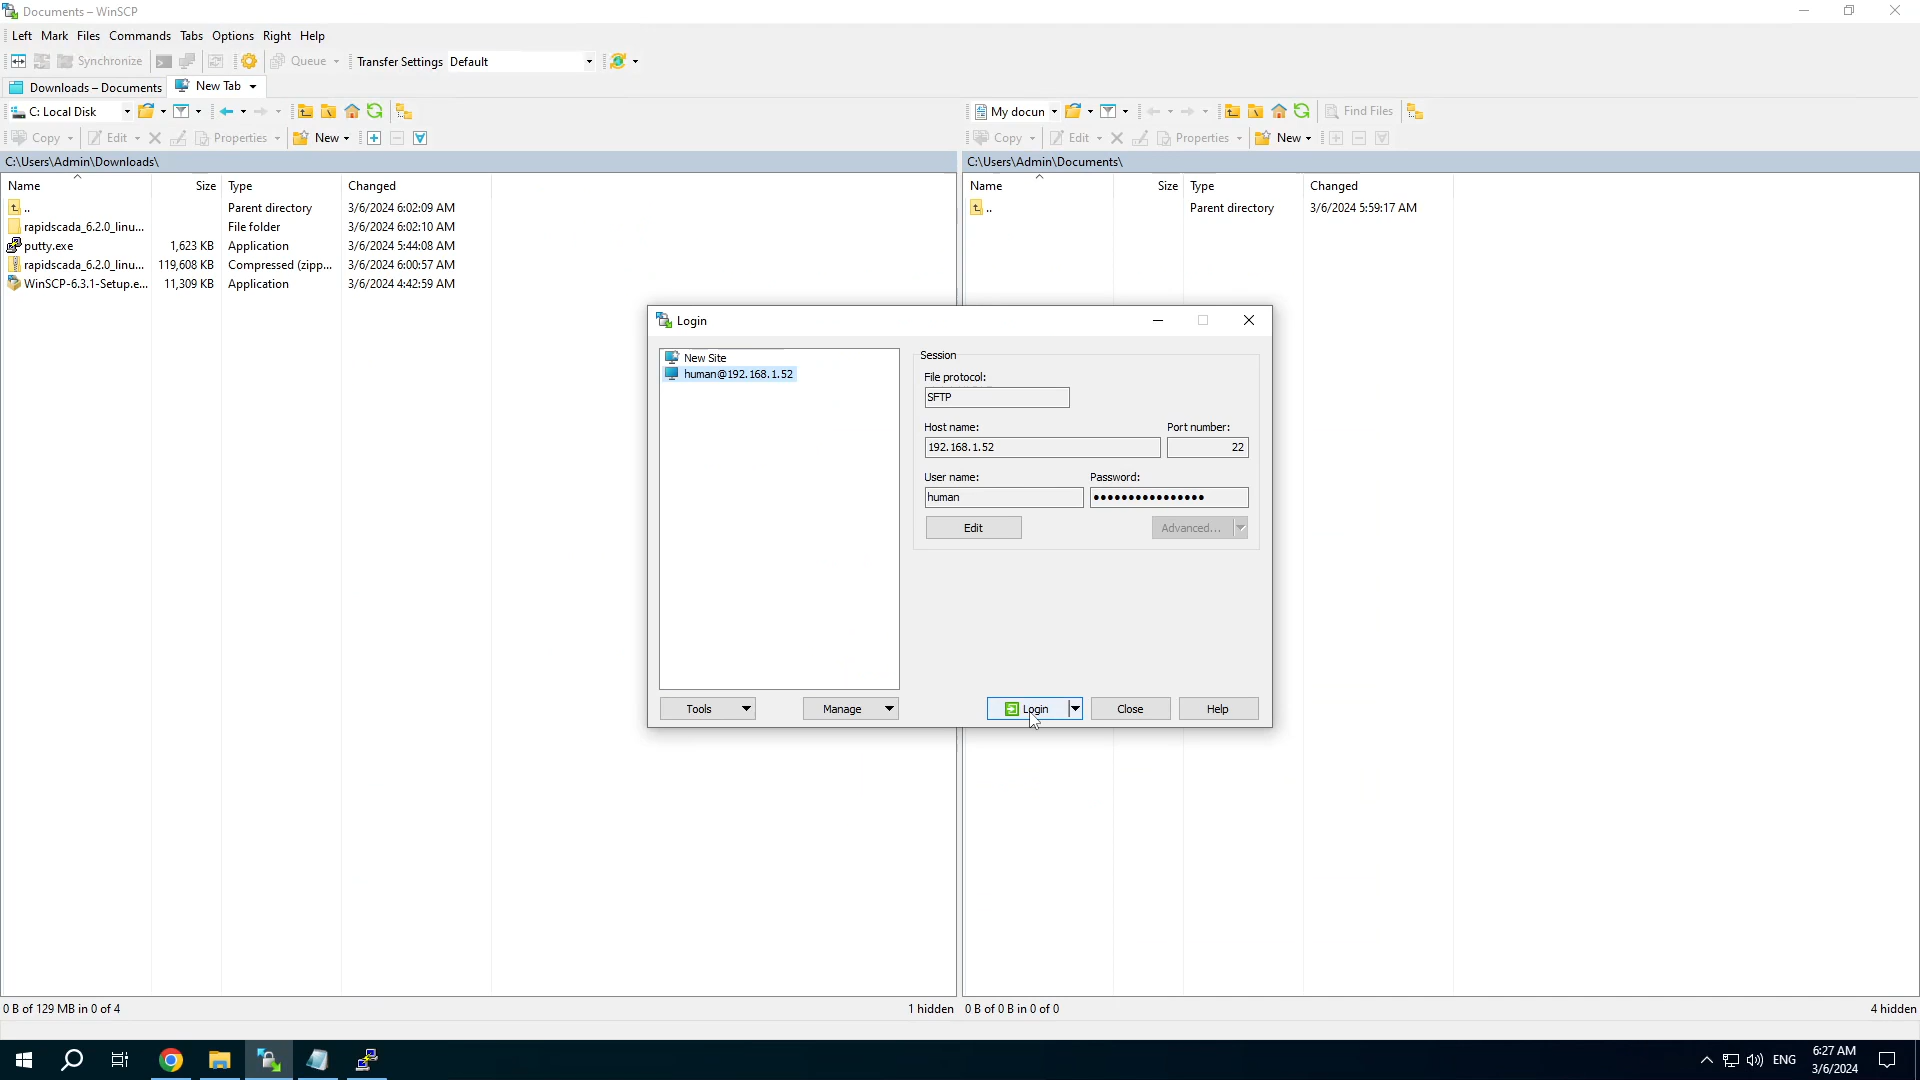 Documents – WinSCP
Left Mark Files Commands Tabs Options Right Help
Synchronize Queue Transfer Settings Default
Downloads – Documents New Tab
C: Local Disk My docun Find Files
Copy Edit Properties New Copy Edit Properties New
C:\Users\Admin\Downloads\ C:\Users\Admin\Documents\
Name Size Type Changed Name Size Type Changed
.. Parent directory 3/6/2024 6:02:09 AM .. Parent directory 3/6/2024 5:59:17 AM
rapidscada_6.2.0_linu... File folder 3/6/2024 6:02:10 AM
putty.exe 1,623 KB Application 3/6/2024 5:44:08 AM
rapidscada_6.2.0_linu... 119,608 KB Compressed (zipp... 3/6/2024 6:00:57 AM
WinSCP-6.3.1-Setup.e... 11,309 KB Application 3/6/2024 4:42:59 AM
Login
New Site
human@192.168.1.52
Session
File protocol:
SFTP
Host name: Port number:
192.168.1.52 22
User name: Password:
human ••••••••••••••••
Edit Advanced...
Tools Manage Login Close Help
0 B of 129 MB in 0 of 4 1 hidden 0 B of 0 B in 0 of 0 4 hidden
ENG 6:27 AM
3/6/2024